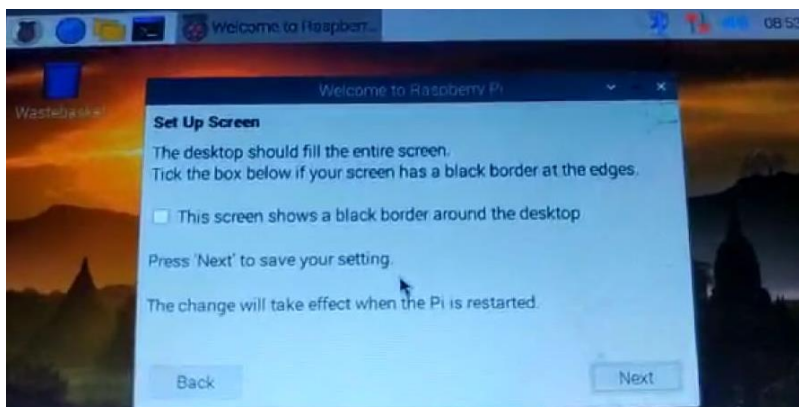 Welcome to Raspberr...
08:53
Wastebasket
Welcome to Raspberry Pi
Set Up Screen
The desktop should fill the entire screen.
Tick the box below if your screen has a black border at the edges.
This screen shows a black border around the desktop
Press 'Next' to save your setting.
The change will take effect when the Pi is restarted.
Back
Next